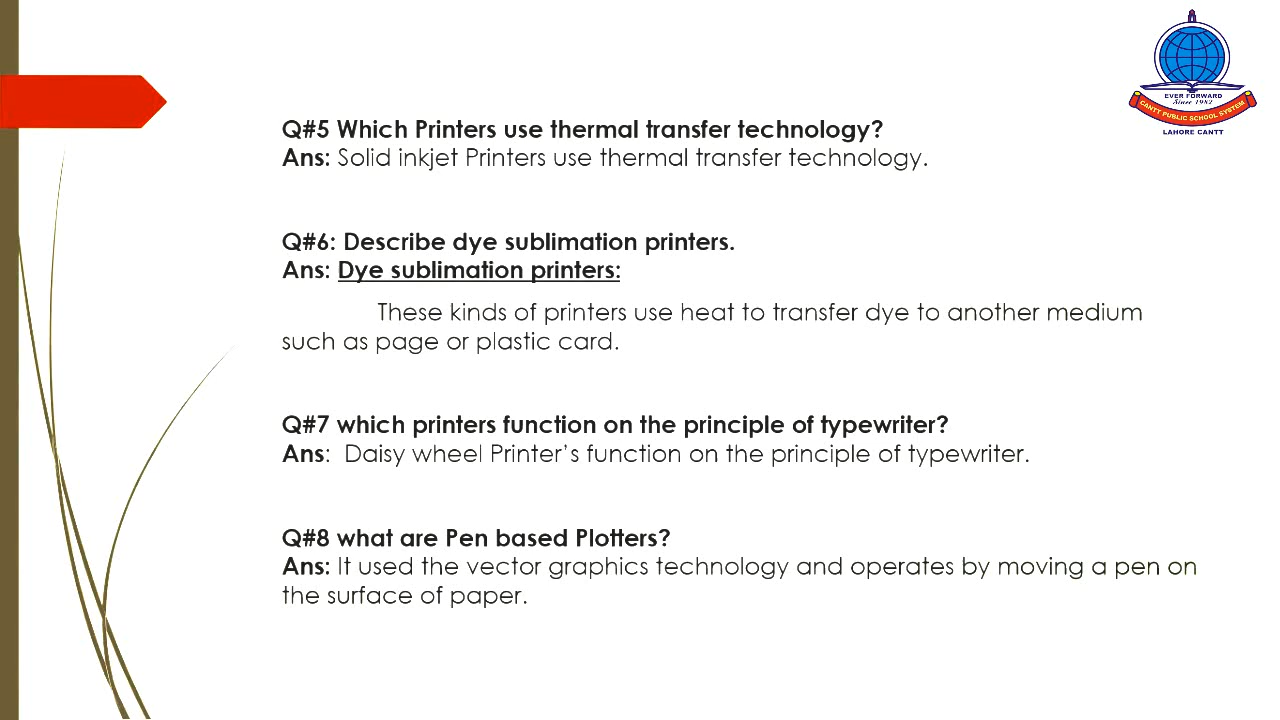 EVER FORWARD
Since 1982
CANTT PUBLIC SCHOOL SYSTEM
LAHORE CANTT
Q#5 Which Printers use thermal transfer technology?
Ans: Solid inkjet Printers use thermal transfer technology.
Q#6: Describe dye sublimation printers.
Ans: Dye sublimation printers:
These kinds of printers use heat to transfer dye to another medium
such as page or plastic card.
Q#7 which printers function on the principle of typewriter?
Ans:  Daisy wheel Printer’s function on the principle of typewriter.
Q#8 what are Pen based Plotters?
Ans: It used the vector graphics technology and operates by moving a pen on
the surface of paper.